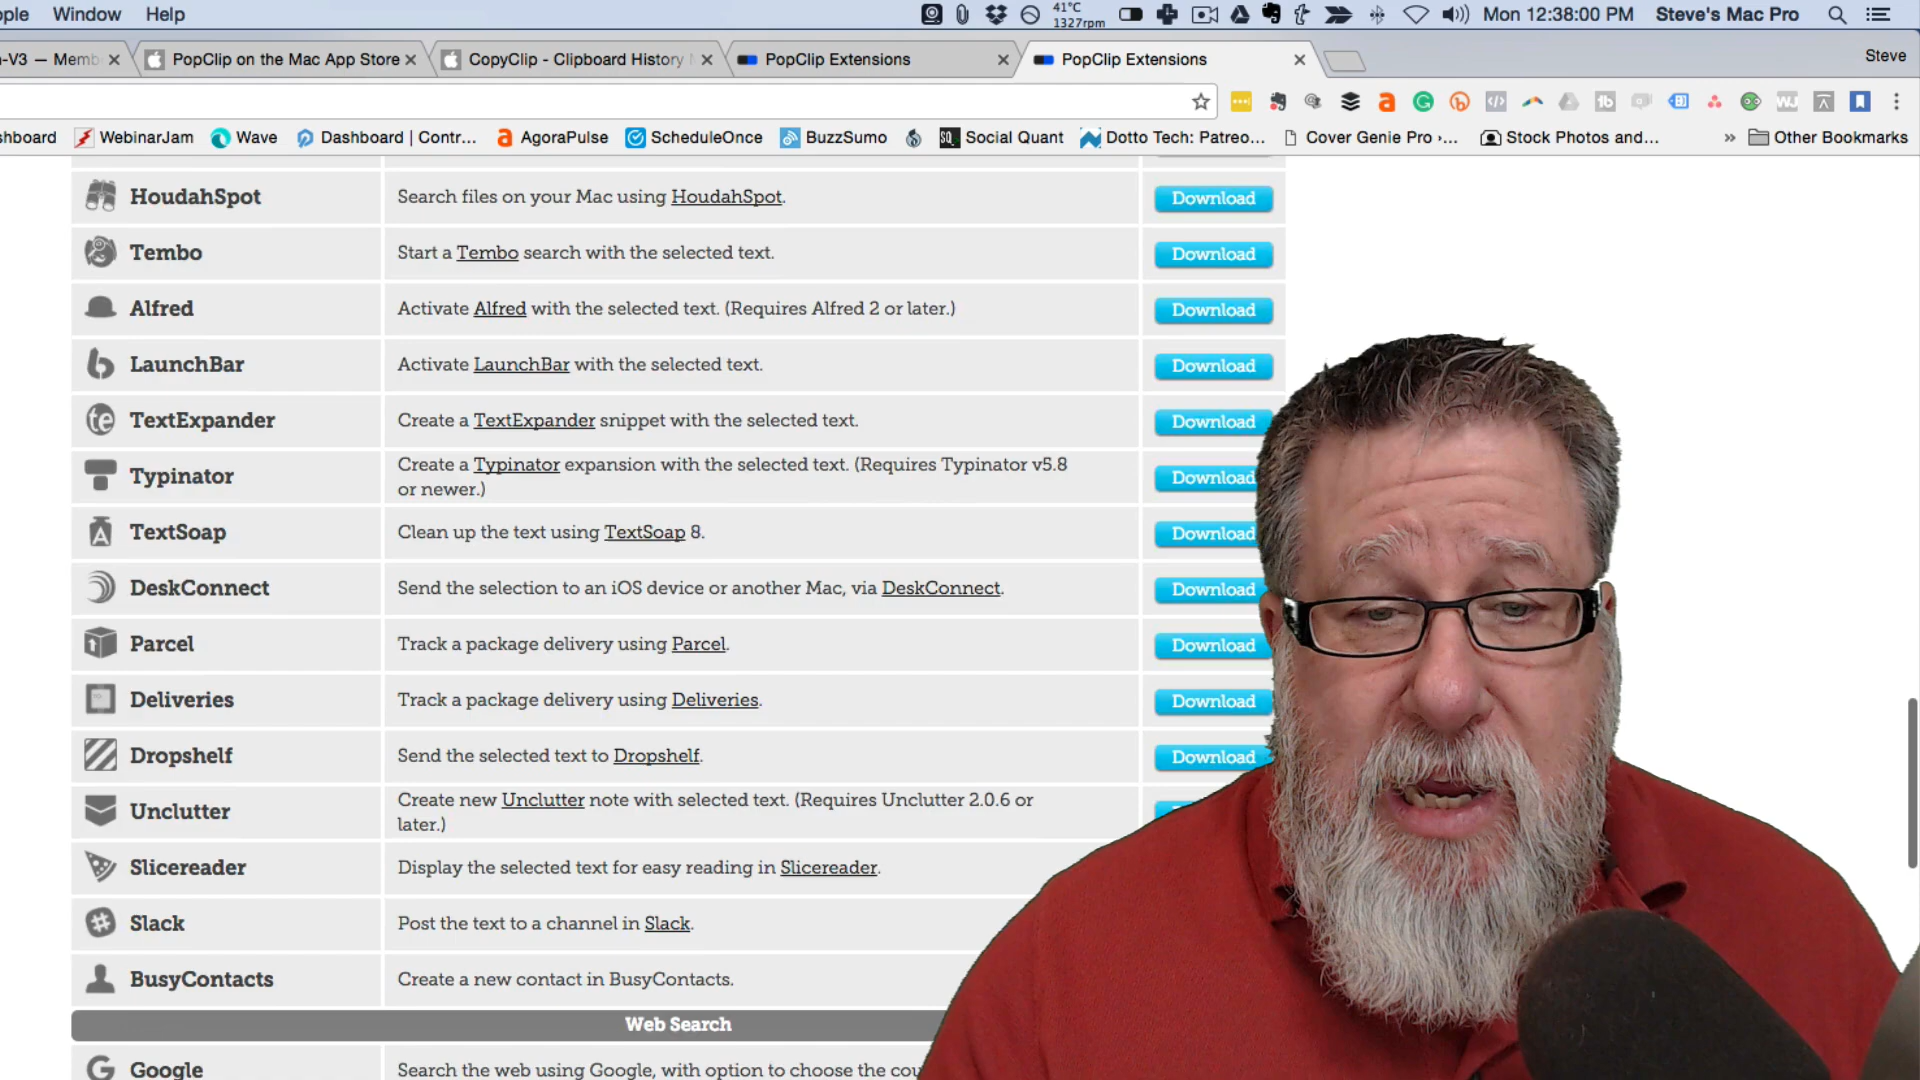 ople Window Help 41°C Mon 12:38:00 PM Steve's Mac Pro
1327rpm
-V3 — Memb PopClip on the Mac App Store CopyClip - Clipboard History PopClip Extensions PopClip Extensions Steve
shboard WebinarJam Wave Dashboard | Contr... AgoraPulse ScheduleOnce BuzzSumo Social Quant Dotto Tech: Patreo... Cover Genie Pro ›... Stock Photos and... » Other Bookmarks
HoudahSpot Search files on your Mac using HoudahSpot. Download
Tembo Start a Tembo search with the selected text. Download
Alfred Activate Alfred with the selected text. (Requires Alfred 2 or later.) Download
LaunchBar Activate LaunchBar with the selected text. Download
TextExpander Create a TextExpander snippet with the selected text. Download
Typinator Create a Typinator expansion with the selected text. (Requires Typinator v5.8 Download
or newer.)
TextSoap Clean up the text using TextSoap 8. Download
DeskConnect Send the selection to an iOS device or another Mac, via DeskConnect. Download
Parcel Track a package delivery using Parcel. Download
Deliveries Track a package delivery using Deliveries. Download
Dropshelf Send the selected text to Dropshelf. Download
Unclutter Create new Unclutter note with selected text. (Requires Unclutter 2.0.6 or
later.)
Slicereader Display the selected text for easy reading in Slicereader.
Slack Post the text to a channel in Slack.
BusyContacts Create a new contact in BusyContacts.
Web Search
Google Search the web using Google, with option to choose the cou